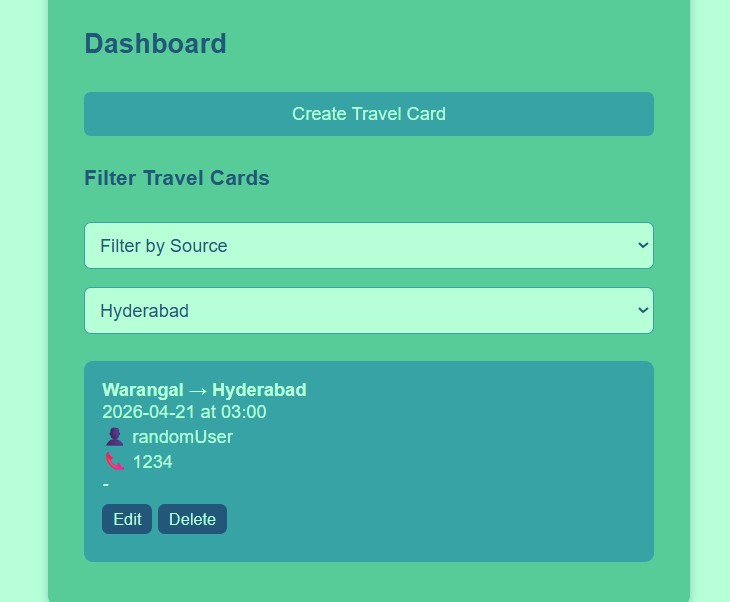 Dashboard
Create Travel Card
Filter Travel Cards
Filter by Source
Hyderabad
Warangal → Hyderabad
2026-04-21 at 03:00
👤 randomUser
📞 1234
-
Edit Delete